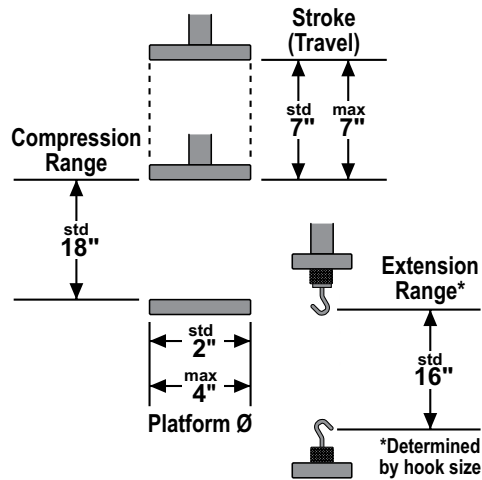 Stroke
(Travel)
std
7"
max
7"
Compression
Range
std
18"
Extension
Range*
std
16"
std
2"
max
4"
Platform Ø
*Determined
by hook size